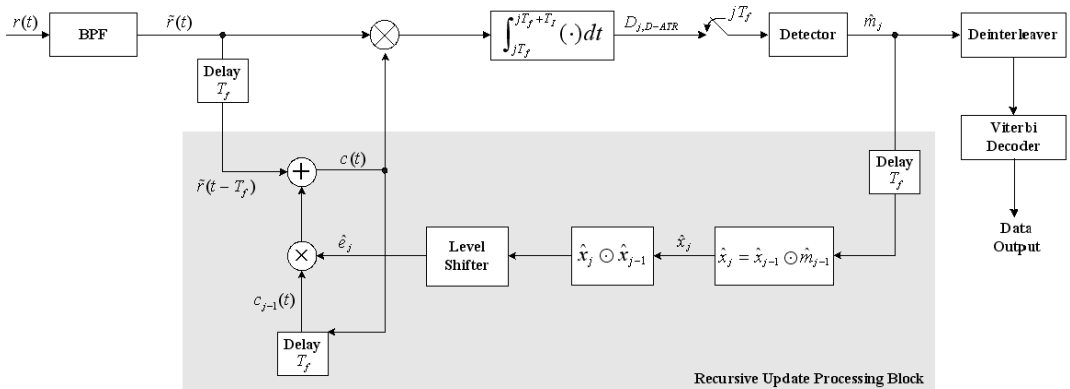 r(t)
BPF
r̃(t)
∫_{jT_f}^{jT_f+T_I} (·)dt
D_{j,D-ATR}
jT_f
Detector
m̂_j
Deinterleaver
Delay
T_f
Viterbi
Decoder
c(t)
r̃(t − T_f)
Delay
T_f
Data
Output
ê_j
Level
Shifter
x̂_j ⊙ x̂_{j−1}
x̂_j
x̂_j = x̂_{j−1} ⊙ m̂_{j−1}
c_{j−1}(t)
Delay
T_f
Recursive Update Processing Block